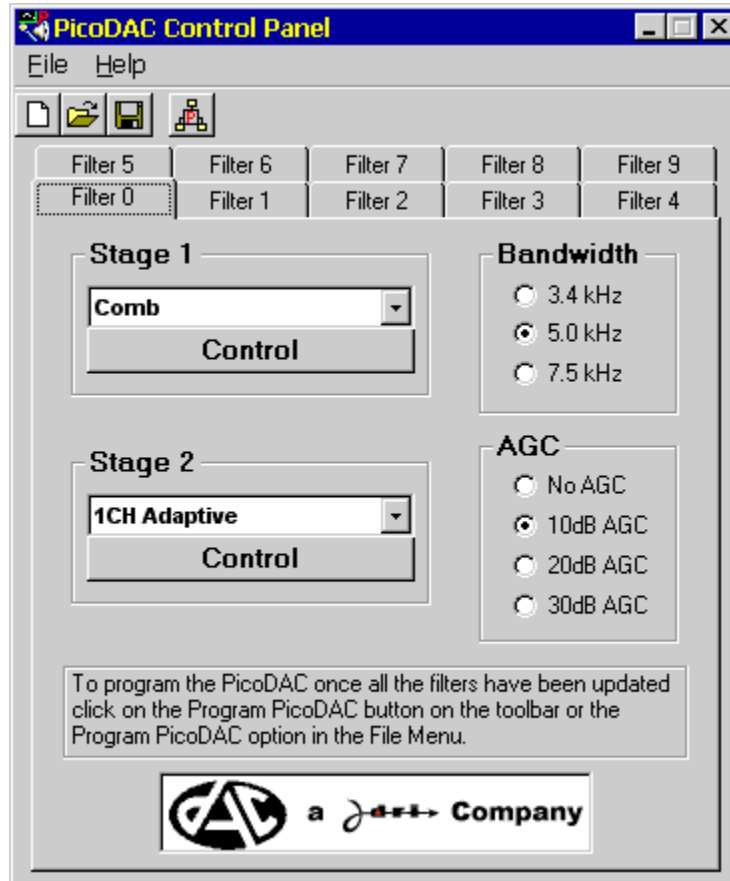 PicoDAC Control Panel
File Help
Filter 5 Filter 6 Filter 7 Filter 8 Filter 9
Filter 0 Filter 1 Filter 2 Filter 3 Filter 4
Stage 1
Comb
Control
Bandwidth
3.4 kHz
5.0 kHz
7.5 kHz
Stage 2
1CH Adaptive
Control
AGC
No AGC
10dB AGC
20dB AGC
30dB AGC
To program the PicoDAC once all the filters have been updated
click on the Program PicoDAC button on the toolbar or the
Program PicoDAC option in the File Menu.
DAC a Company